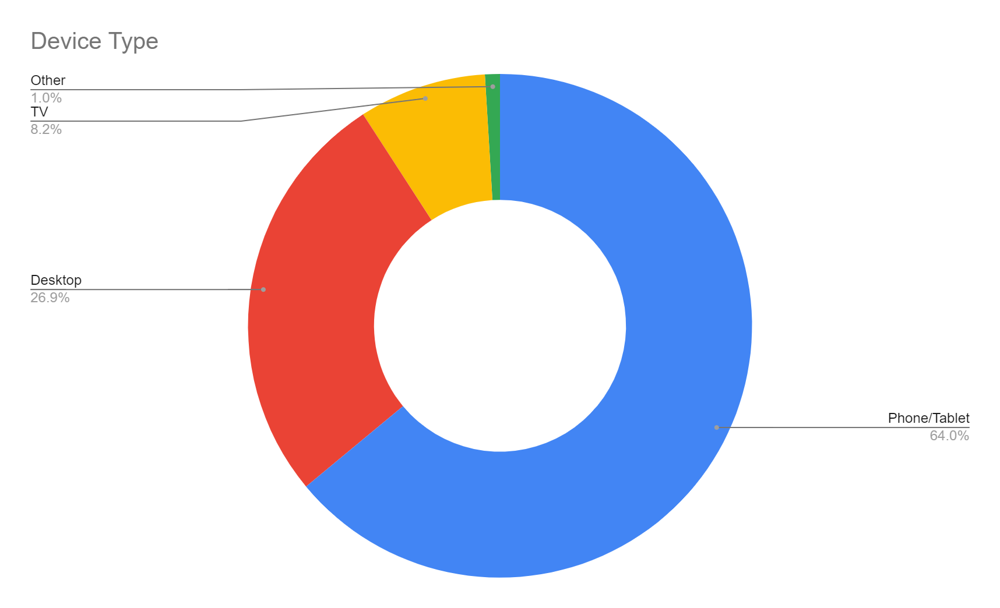 Device Type
Other
1.0%
TV
8.2%
Desktop
26.9%
Phone/Tablet
64.0%